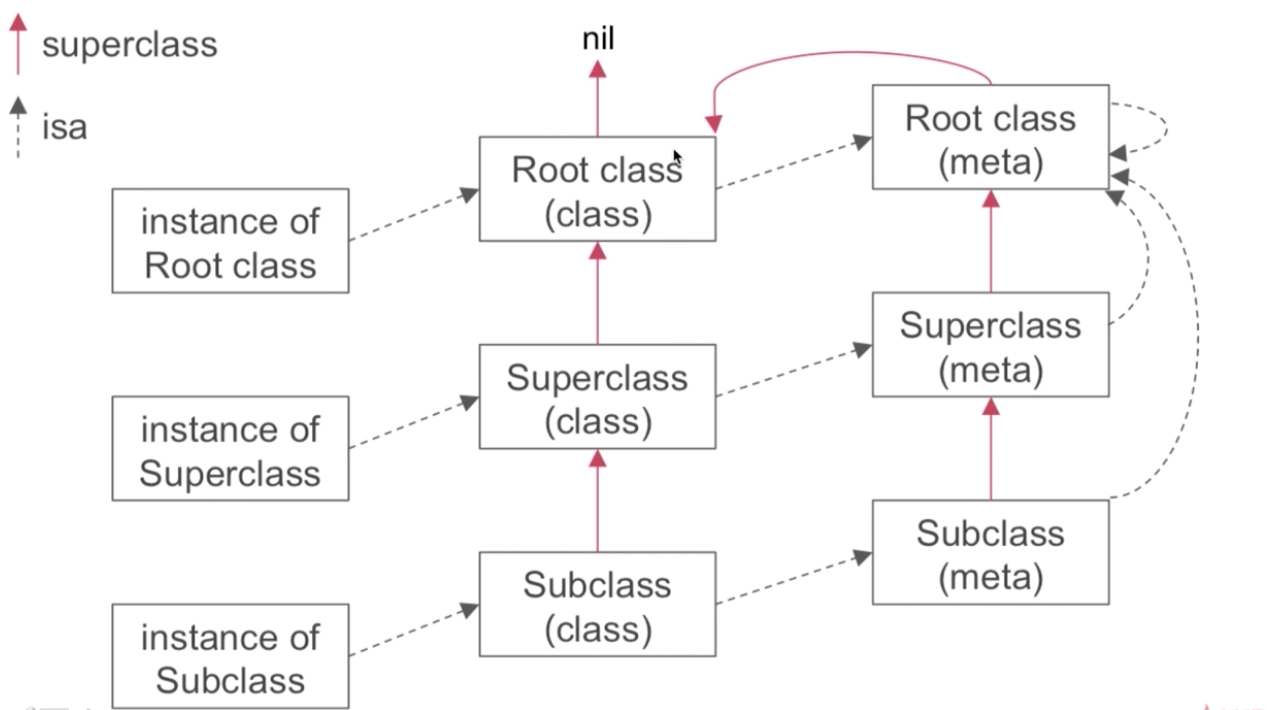 superclass
isa
nil
Root class
(meta)
Root class
(class)
instance of
Root class
Superclass
(meta)
Superclass
(class)
instance of
Superclass
Subclass
(meta)
Subclass
(class)
instance of
Subclass